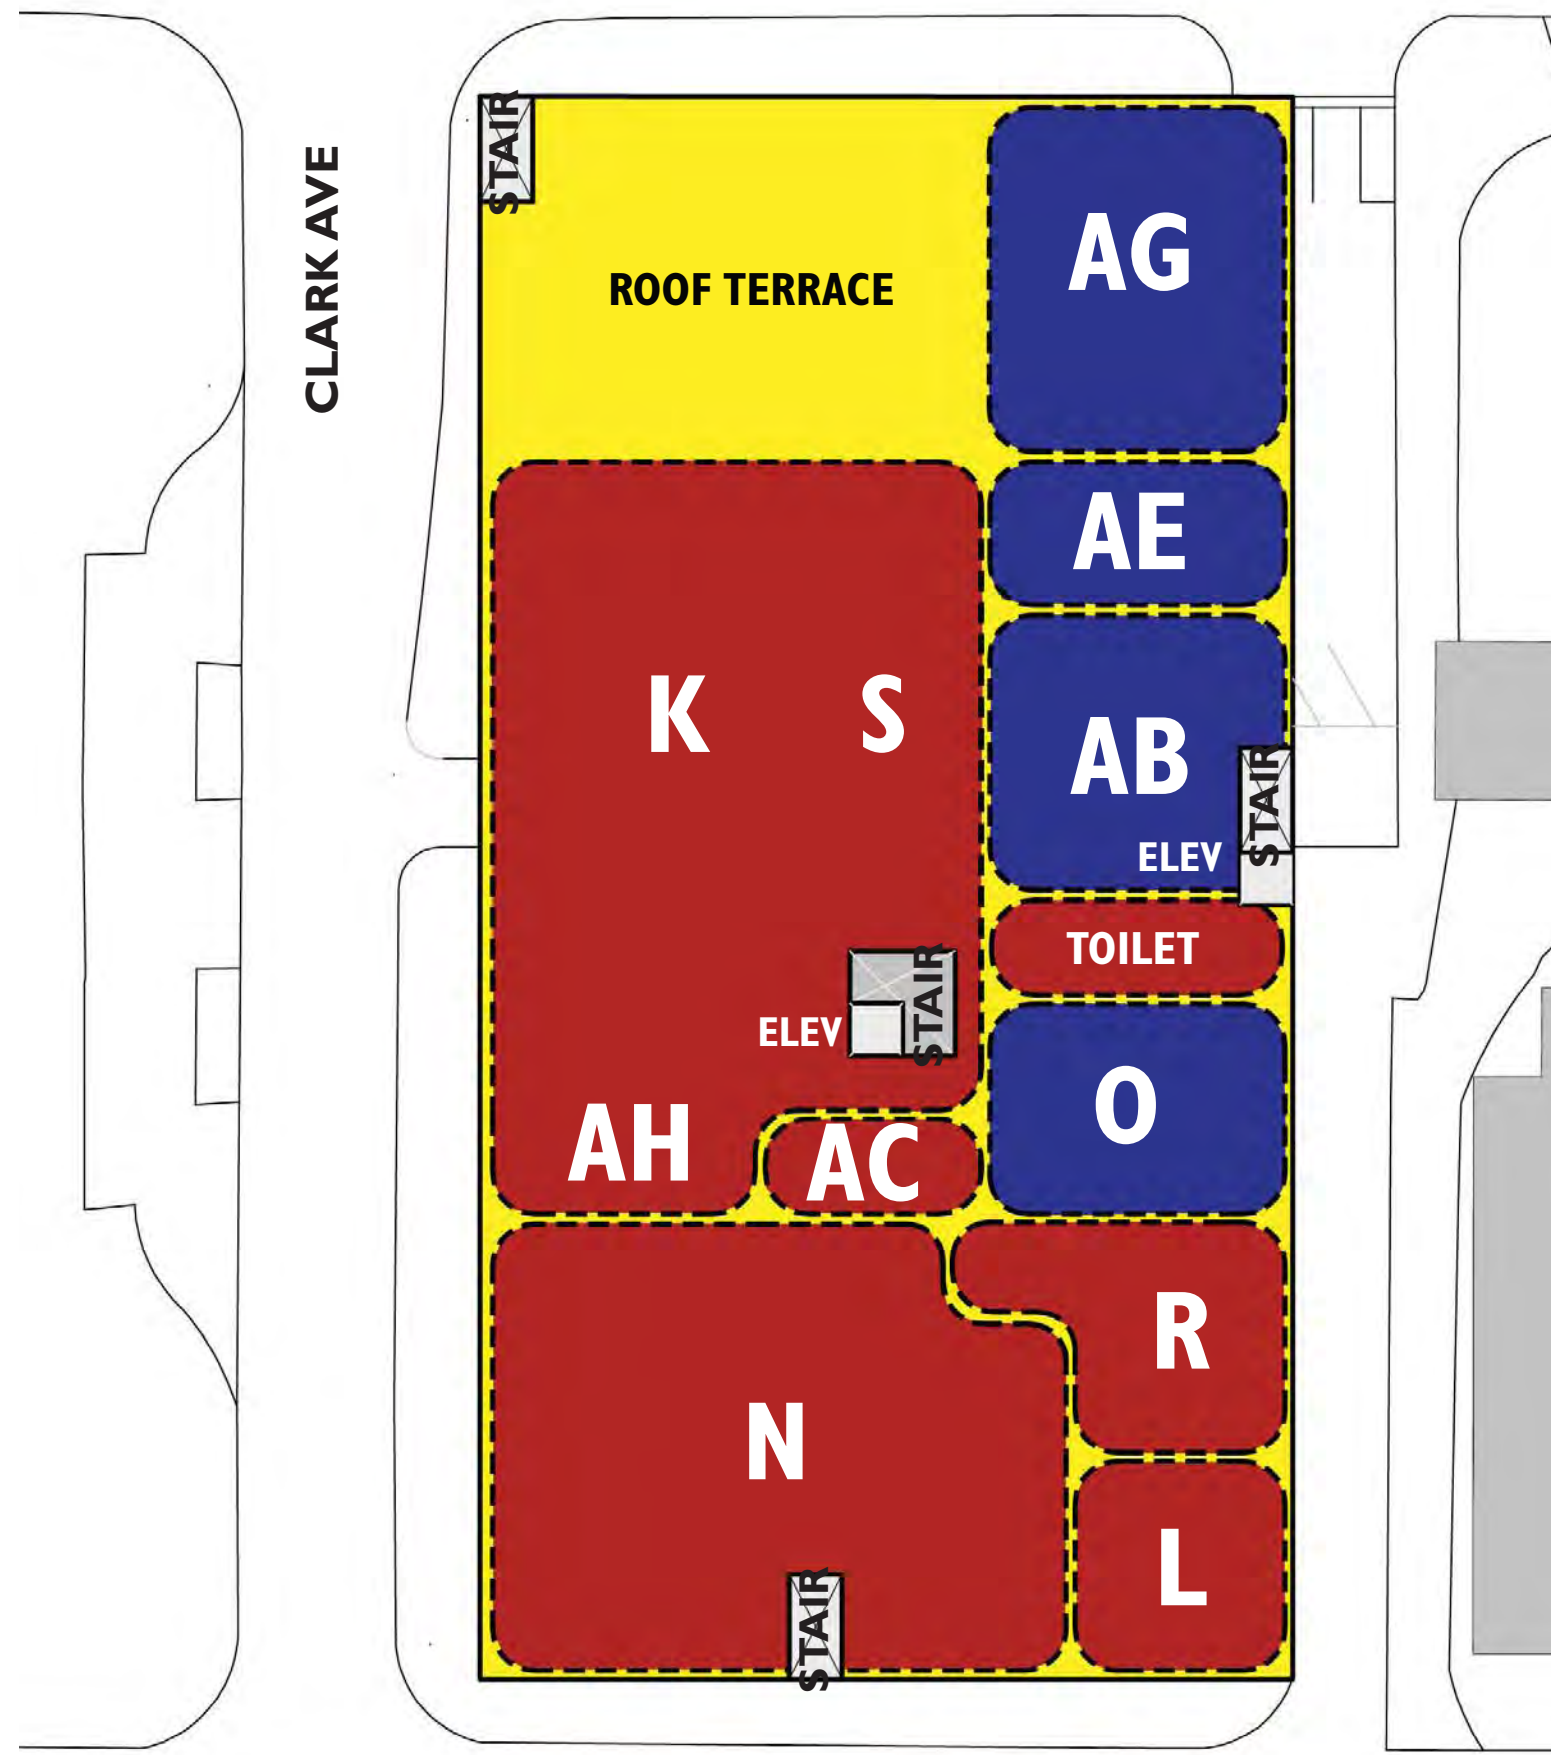 STAIR
CLARK AVE
ROOF TERRACE
AG
AE
K
S
AB
STAIR
ELEV
TOILET
STAIR
ELEV
O
AH
AC
R
N
L
STAIR